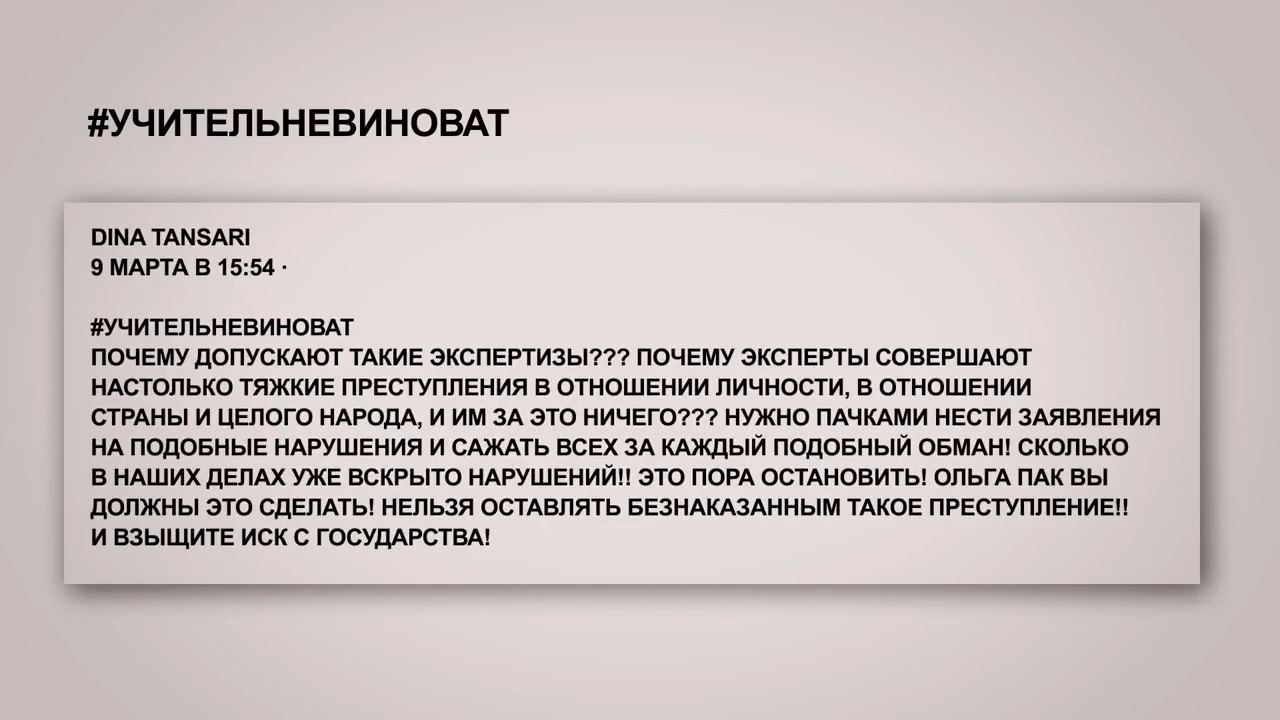 #УЧИТЕЛЬНЕВИНОВАТ
DINA TANSARI
9 МАРТА В 15:54 ·
#УЧИТЕЛЬНЕВИНОВАТ
ПОЧЕМУ ДОПУСКАЮТ ТАКИЕ ЭКСПЕРТИЗЫ??? ПОЧЕМУ ЭКСПЕРТЫ СОВЕРШАЮТ
НАСТОЛЬКО ТЯЖКИЕ ПРЕСТУПЛЕНИЯ В ОТНОШЕНИИ ЛИЧНОСТИ, В ОТНОШЕНИИ
СТРАНЫ И ЦЕЛОГО НАРОДА, И ИМ ЗА ЭТО НИЧЕГО??? НУЖНО ПАЧКАМИ НЕСТИ ЗАЯВЛЕНИЯ
НА ПОДОБНЫЕ НАРУШЕНИЯ И САЖАТЬ ВСЕХ ЗА КАЖДЫЙ ПОДОБНЫЙ ОБМАН! СКОЛЬКО
В НАШИХ ДЕЛАХ УЖЕ ВСКРЫТО НАРУШЕНИЙ!! ЭТО ПОРА ОСТАНОВИТЬ! ОЛЬГА ПАК ВЫ
ДОЛЖНЫ ЭТО СДЕЛАТЬ! НЕЛЬЗЯ ОСТАВЛЯТЬ БЕЗНАКАЗАННЫМ ТАКОЕ ПРЕСТУПЛЕНИЕ!!
И ВЗЫЩИТЕ ИСК С ГОСУДАРСТВА!